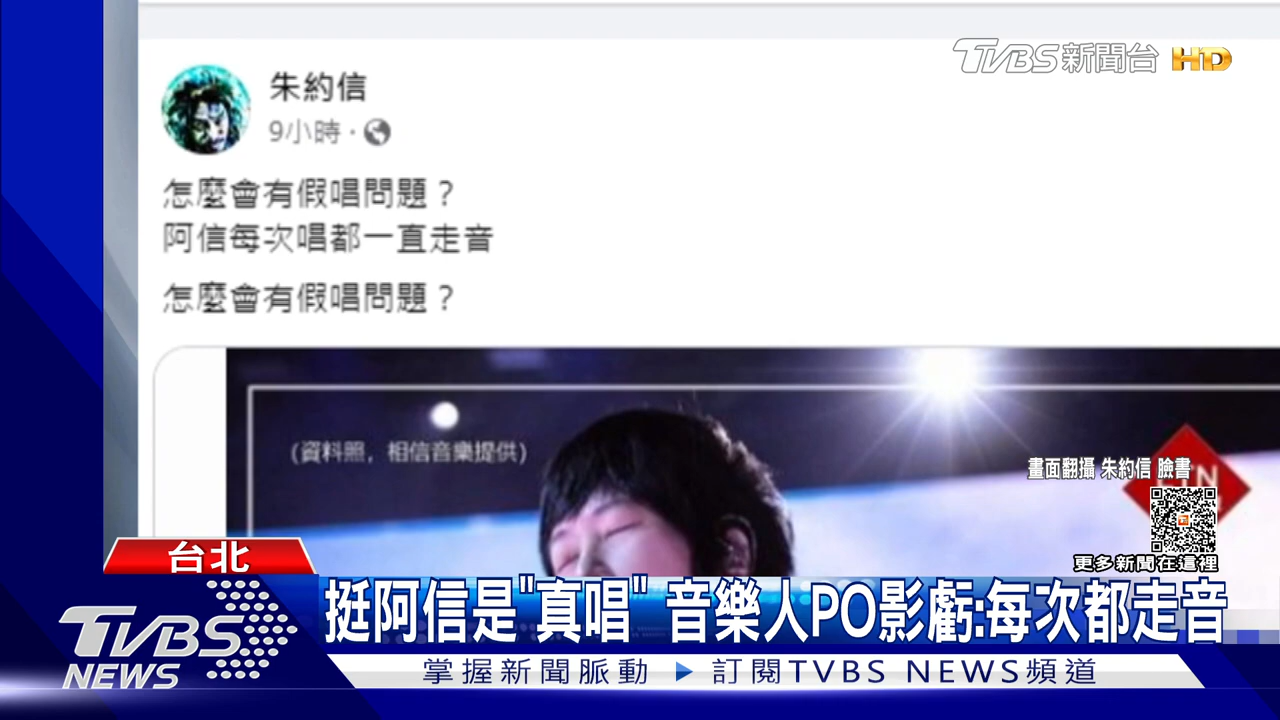 TVBS新聞台 HD
朱約信
9小時
怎麼會有假唱問題？
阿信每次唱都一直走音
怎麼會有假唱問題？
(資料照，相信音樂提供)
畫面翻攝 朱約信 臉書
更多新聞在這裡
台北
挺阿信是"真唱" 音樂人PO影虧:每次都走音
TVBS NEWS
掌握新聞脈動 ▶ 訂閱TVBS NEWS頻道